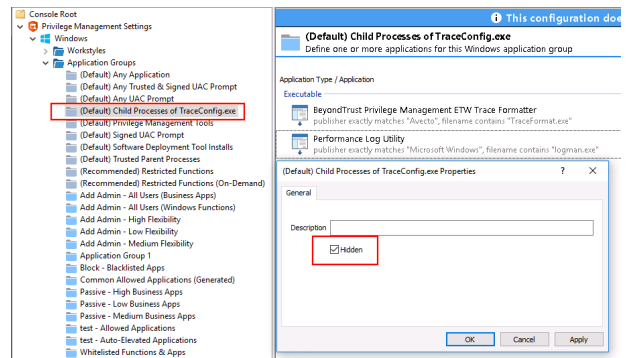 Console Root
Privilege Management Settings
Windows
Workstyles
Application Groups
(Default) Any Application
(Default) Any Trusted & Signed UAC Prompt
(Default) Any UAC Prompt
(Default) Child Processes of TraceConfig.exe
(Default) Privilege Management Tools
(Default) Signed UAC Prompt
(Default) Software Deployment Tool Installs
(Default) Trusted Parent Processes
(Recommended) Restricted Functions
(Recommended) Restricted Functions (On-Demand)
Add Admin - All Users (Business Apps)
Add Admin - All Users (Windows Functions)
Add Admin - High Flexibility
Add Admin - Low Flexibility
Add Admin - Medium Flexibility
Application Group 1
Block - Blacklisted Apps
Common Allowed Applications (Generated)
Passive - High Business Apps
Passive - Low Business Apps
Passive - Medium Business Apps
test - Allowed Applications
test - Auto-Elevated Applications
Whitelisted Functions & Apps
This configuration doe
(Default) Child Processes of TraceConfig.exe
Define one or more applications for this Windows application group
Application Type / Application
Executable
BeyondTrust Privilege Management ETW Trace Formatter
publisher exactly matches "Avecto", filename contains "TraceFormat.exe"
Performance Log Utility
publisher exactly matches "Microsoft Windows", filename contains "logman.exe"
(Default) Child Processes of TraceConfig.exe Properties ? X
General
Description
Hidden
OK Cancel Apply